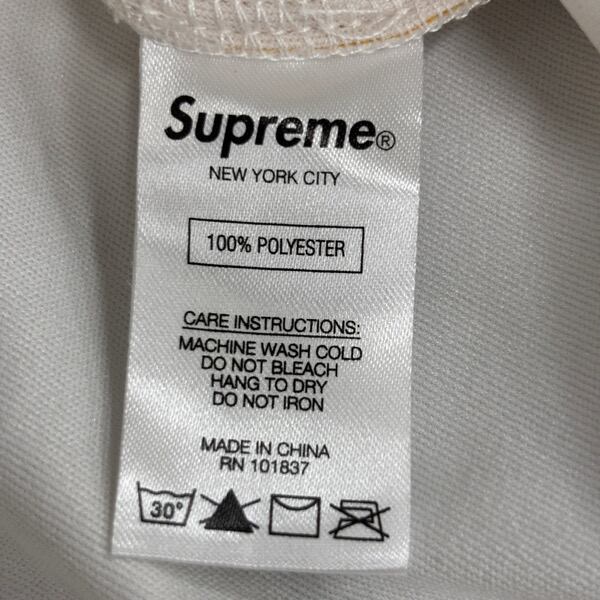 Supreme®
NEW YORK CITY
100% POLYESTER
CARE INSTRUCTIONS:
MACHINE WASH COLD
DO NOT BLEACH
HANG TO DRY
DO NOT IRON
MADE IN CHINA
RN 101837
30°